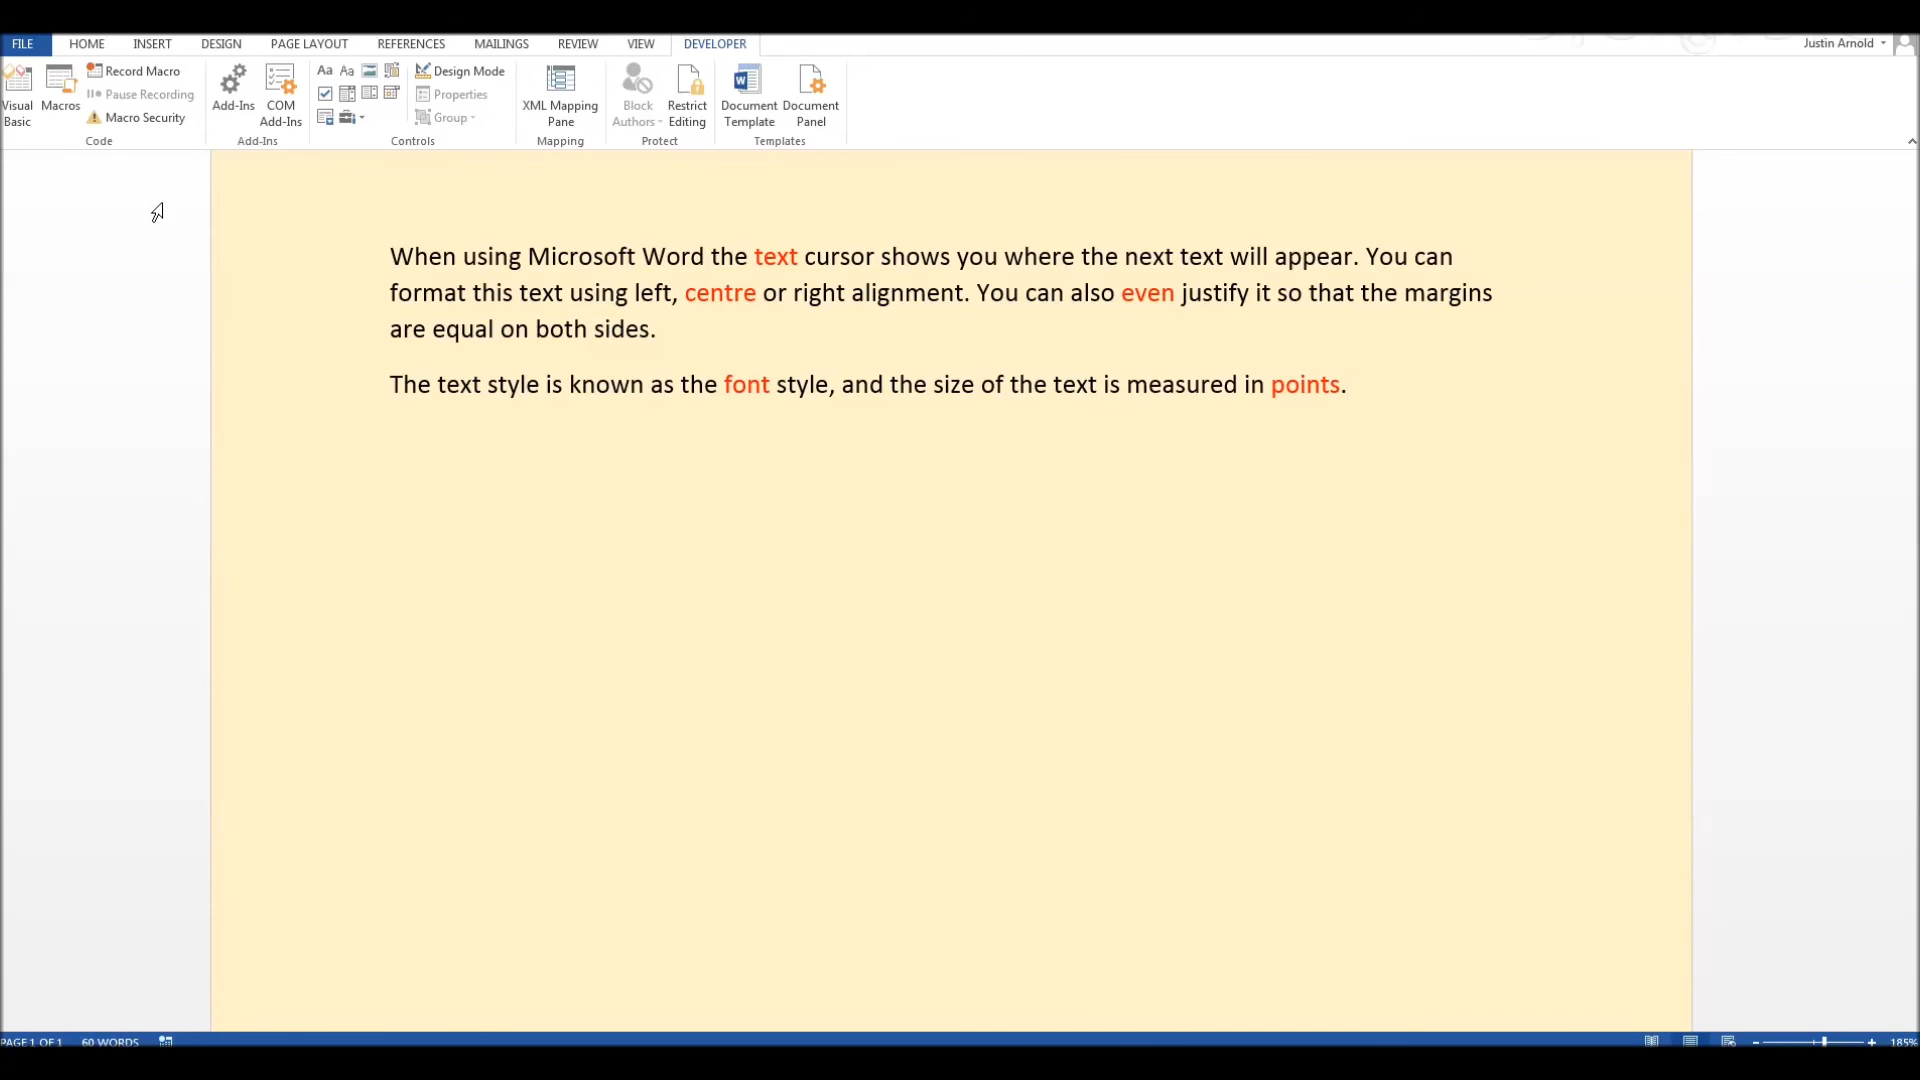 FILE HOME INSERT DESIGN PAGE LAYOUT REFERENCES MAILINGS REVIEW VIEW DEVELOPER Justin Arnold
Visual Basic
Macros
Record Macro
Pause Recording
Macro Security
Code
Add-Ins
COM Add-Ins
Add-Ins
Aa Aa
Design Mode
Properties
Group
Controls
XML Mapping Pane
Mapping
Block Authors
Restrict Editing
Protect
Document Template
Document Panel
Templates
When using Microsoft Word the text cursor shows you where the next text will appear. You can
format this text using left, centre or right alignment. You can also even justify it so that the margins
are equal on both sides.
The text style is known as the font style, and the size of the text is measured in points.
PAGE 1 OF 1 60 WORDS 185%